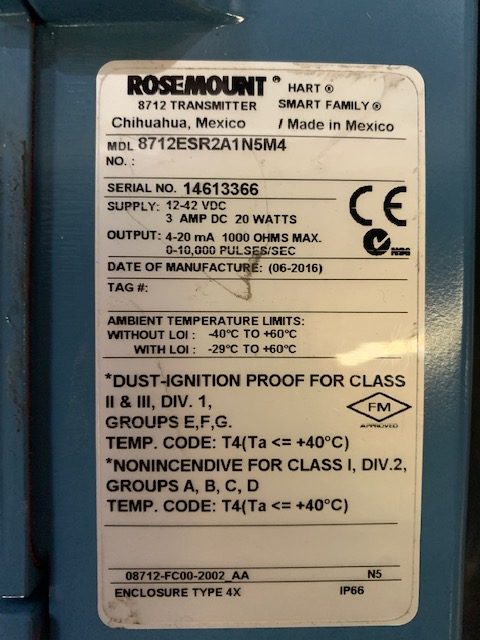 ROSEMOUNT® HART ®
8712 TRANSMITTER SMART FAMILY ®
Chihuahua, Mexico / Made in Mexico
MDL 8712ESR2A1N5M4
NO. :
SERIAL NO. 14613366
SUPPLY: 12-42 VDC
3 AMP DC 20 WATTS
OUTPUT: 4-20 mA 1000 OHMS MAX.
0-10,000 PULSES/SEC
CE
DATE OF MANUFACTURE: (06-2016)
TAG #:
AMBIENT TEMPERATURE LIMITS:
WITHOUT LOI : -40°C TO +60°C
WITH LOI : -29°C TO +60°C
*DUST-IGNITION PROOF FOR CLASS
II & III, DIV. 1,
GROUPS E,F,G.
TEMP. CODE: T4(Ta <= +40°C)
FM
APPROVED
*NONINCENDIVE FOR CLASS I, DIV.2,
GROUPS A, B, C, D
TEMP. CODE: T4(Ta <= +40°C)
08712-FC00-2002_AA N5
ENCLOSURE TYPE 4X IP66